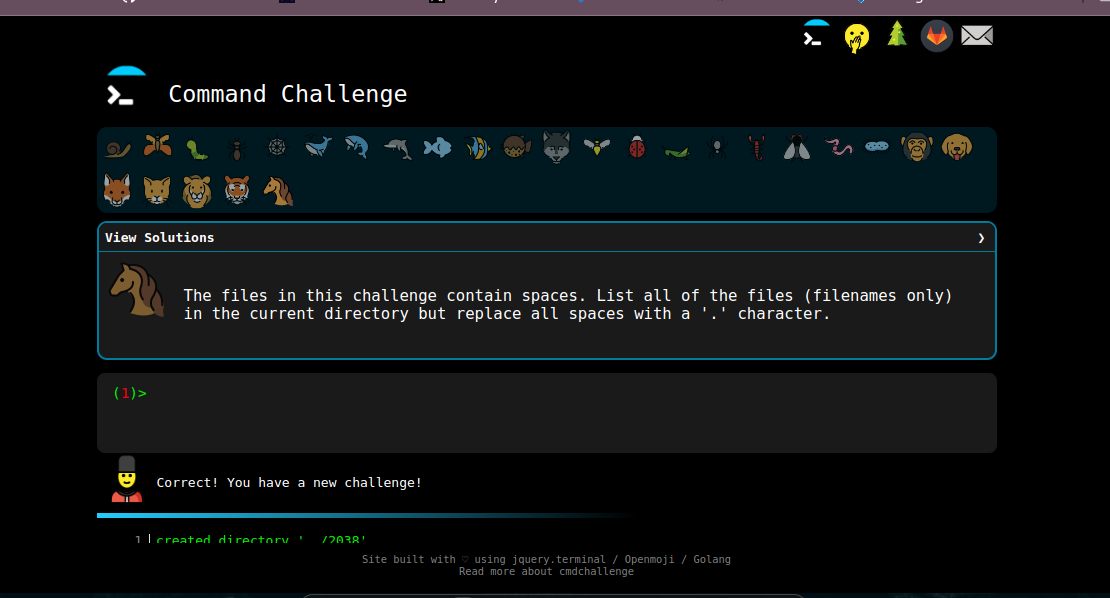 Command Challenge
View Solutions ❯
The files in this challenge contain spaces. List all of the files (filenames only)
in the current directory but replace all spaces with a '.' character.
(1)>
Correct! You have a new challenge!
1 created directory '../2038'
Site built with ♡ using jquery.terminal / Openmoji / Golang
Read more about cmdchallenge